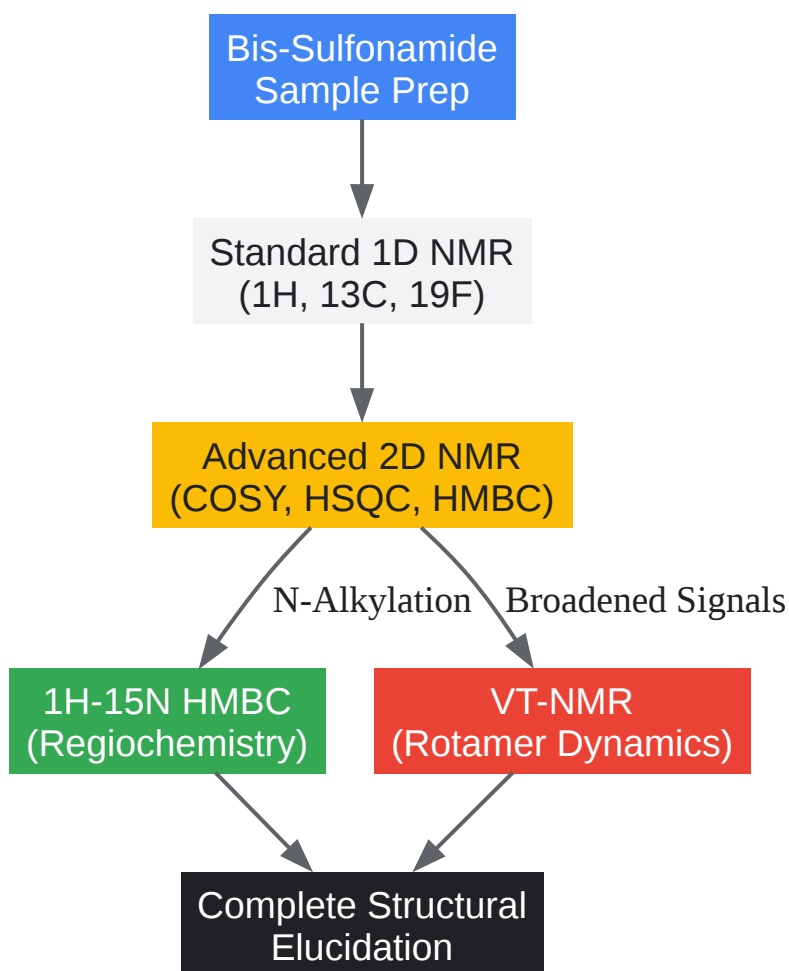 Bis-Sulfonamide
Sample Prep
Standard 1D NMR
(1H, 13C, 19F)
Advanced 2D NMR
(COSY, HSQC, HMBC)
N-Alkylation
Broadened Signals
1H-15N HMBC
(Regiochemistry)
VT-NMR
(Rotamer Dynamics)
Complete Structural
Elucidation